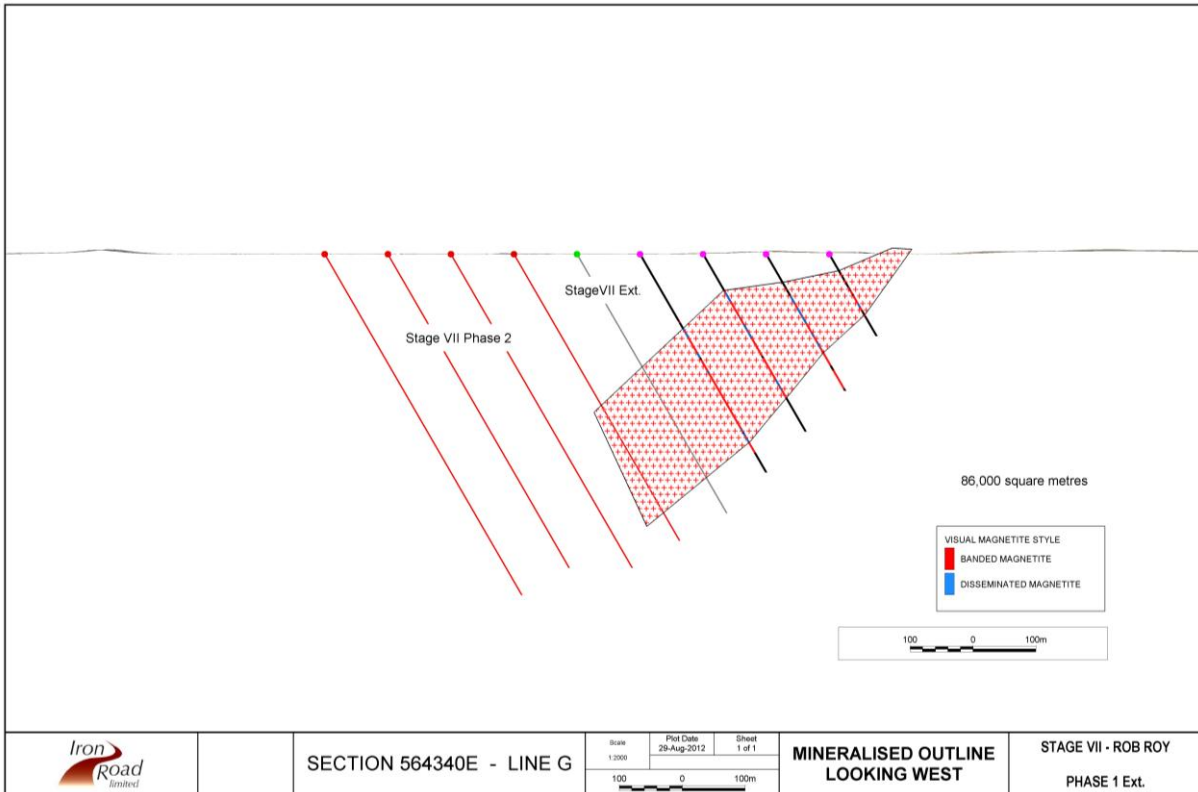 StageVII Ext.
Stage VII Phase 2
86,000 square metres
VISUAL MAGNETITE STYLE
BANDED MAGNETITE
DISSEMINATED MAGNETITE
100 0 100m
Iron
Road
limited
SECTION 564340E - LINE G
Scale
1:2000
Plot Date
29-Aug-2012
Sheet
1 of 1
100 0 100m
MINERALISED OUTLINE
LOOKING WEST
STAGE VII - ROB ROY
PHASE 1 Ext.